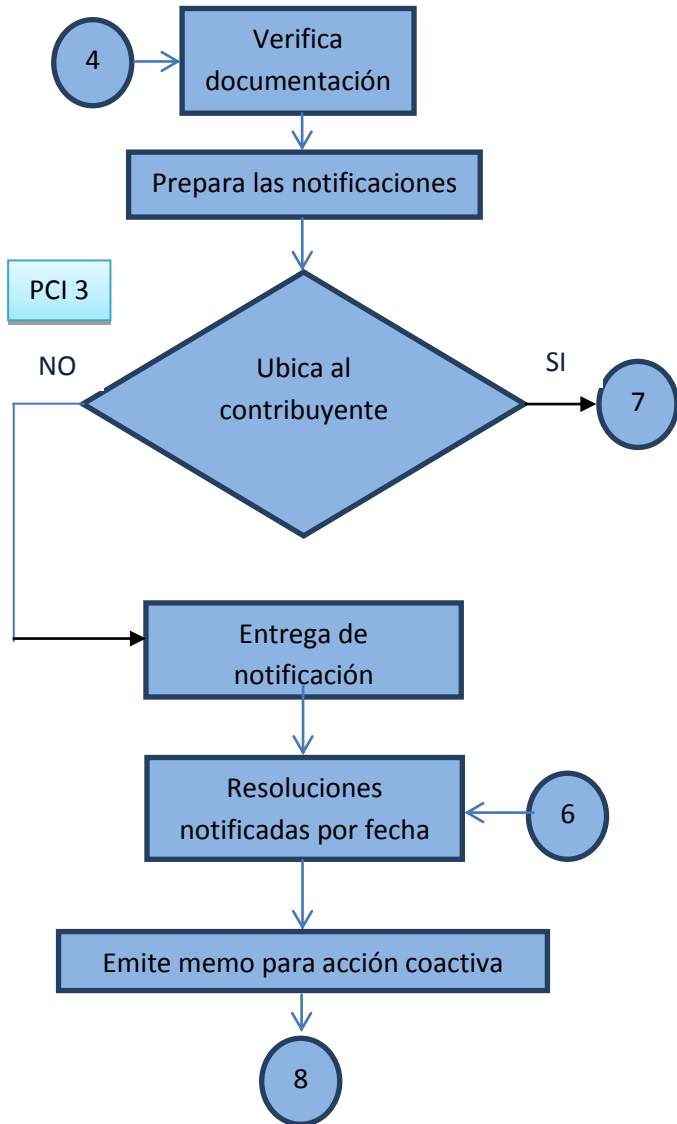 4
Verifica
documentación
Prepara las notificaciones
PCI 3
NO
Ubica al
contribuyente
SI
7
Entrega de
notificación
Resoluciones
notificadas por fecha
6
Emite memo para acción coactiva
8